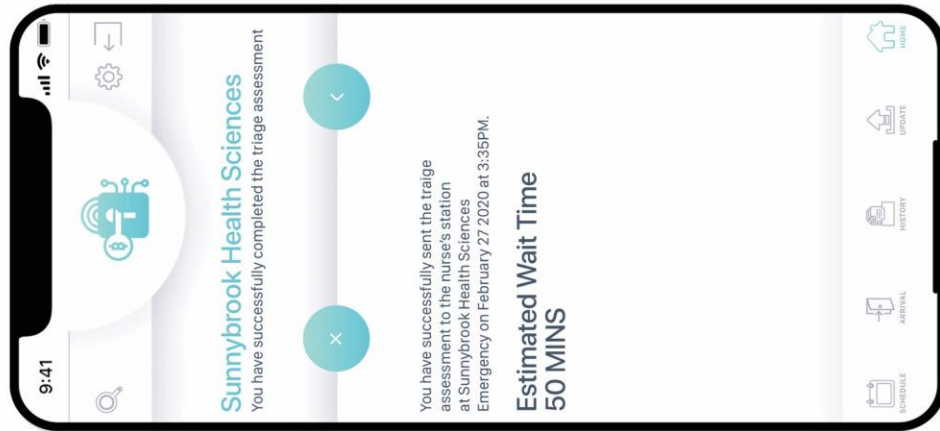 9:41
Sunnybrook Health Sciences
You have successfully completed the triage assessment
You have successfully sent the traige
assessment to the nurse's station
at Sunnybrook Health Sciences
Emergency on February 27 2020 at 3:35PM.
Estimated Wait Time
50 MINS
SCHEDULE
ARRIVAL
HISTORY
UPDATE
HOME